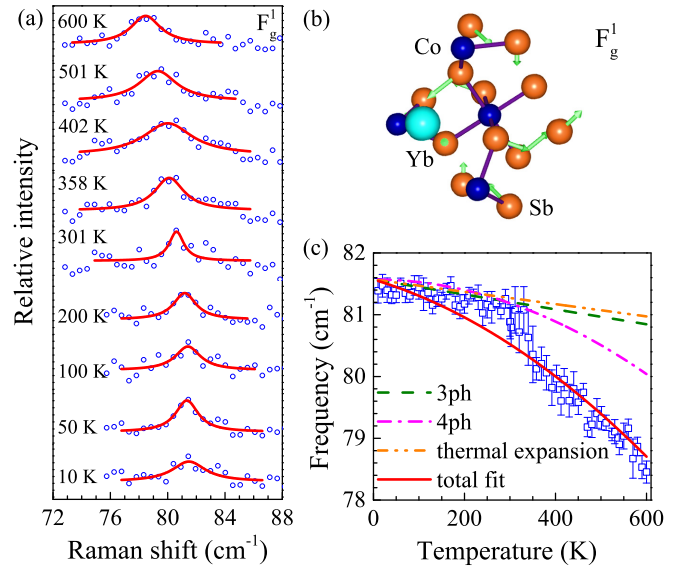 (a)
600 K
F_g^1
501 K
402 K
358 K
301 K
200 K
100 K
50 K
10 K
Relative intensity
72 76 80 84 88
Raman shift (cm⁻¹)
(b)
Co
F_g^1
Yb
Sb
(c)
82
81
80
79
78
Frequency (cm⁻¹)
3ph
4ph
thermal expansion
total fit
0 200 400 600
Temperature (K)